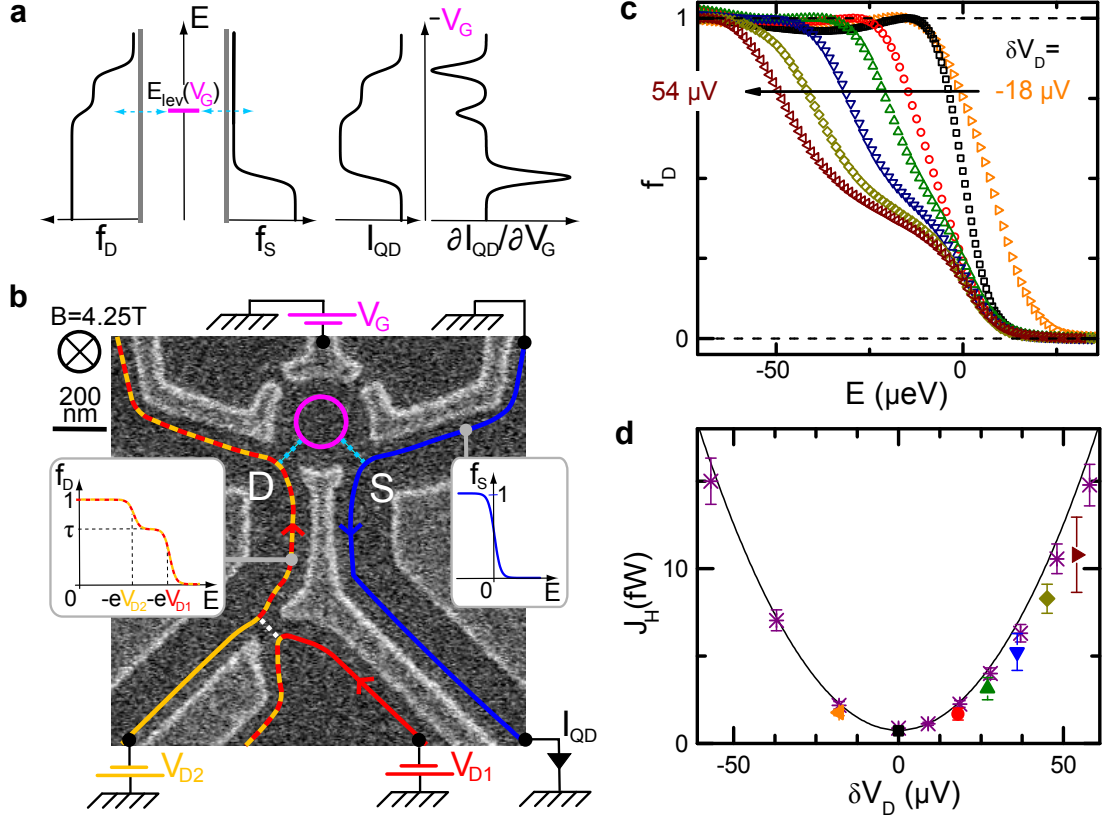 a
E
-V_G
E_lev(V_G)
f_D
f_S
I_QD
∂I_QD/∂V_G
b
B=4.25T
V_G
200
nm
D
S
f_D
1
τ
0
-eV_D2
-eV_D1
E
f_S
1
0
E
V_D2
V_D1
I_QD
c
1
δV_D=
54 µV
-18 µV
f_D
0
-50
0
E (µeV)
d
J_H(fW)
10
0
-50
0
50
δV_D (µV)